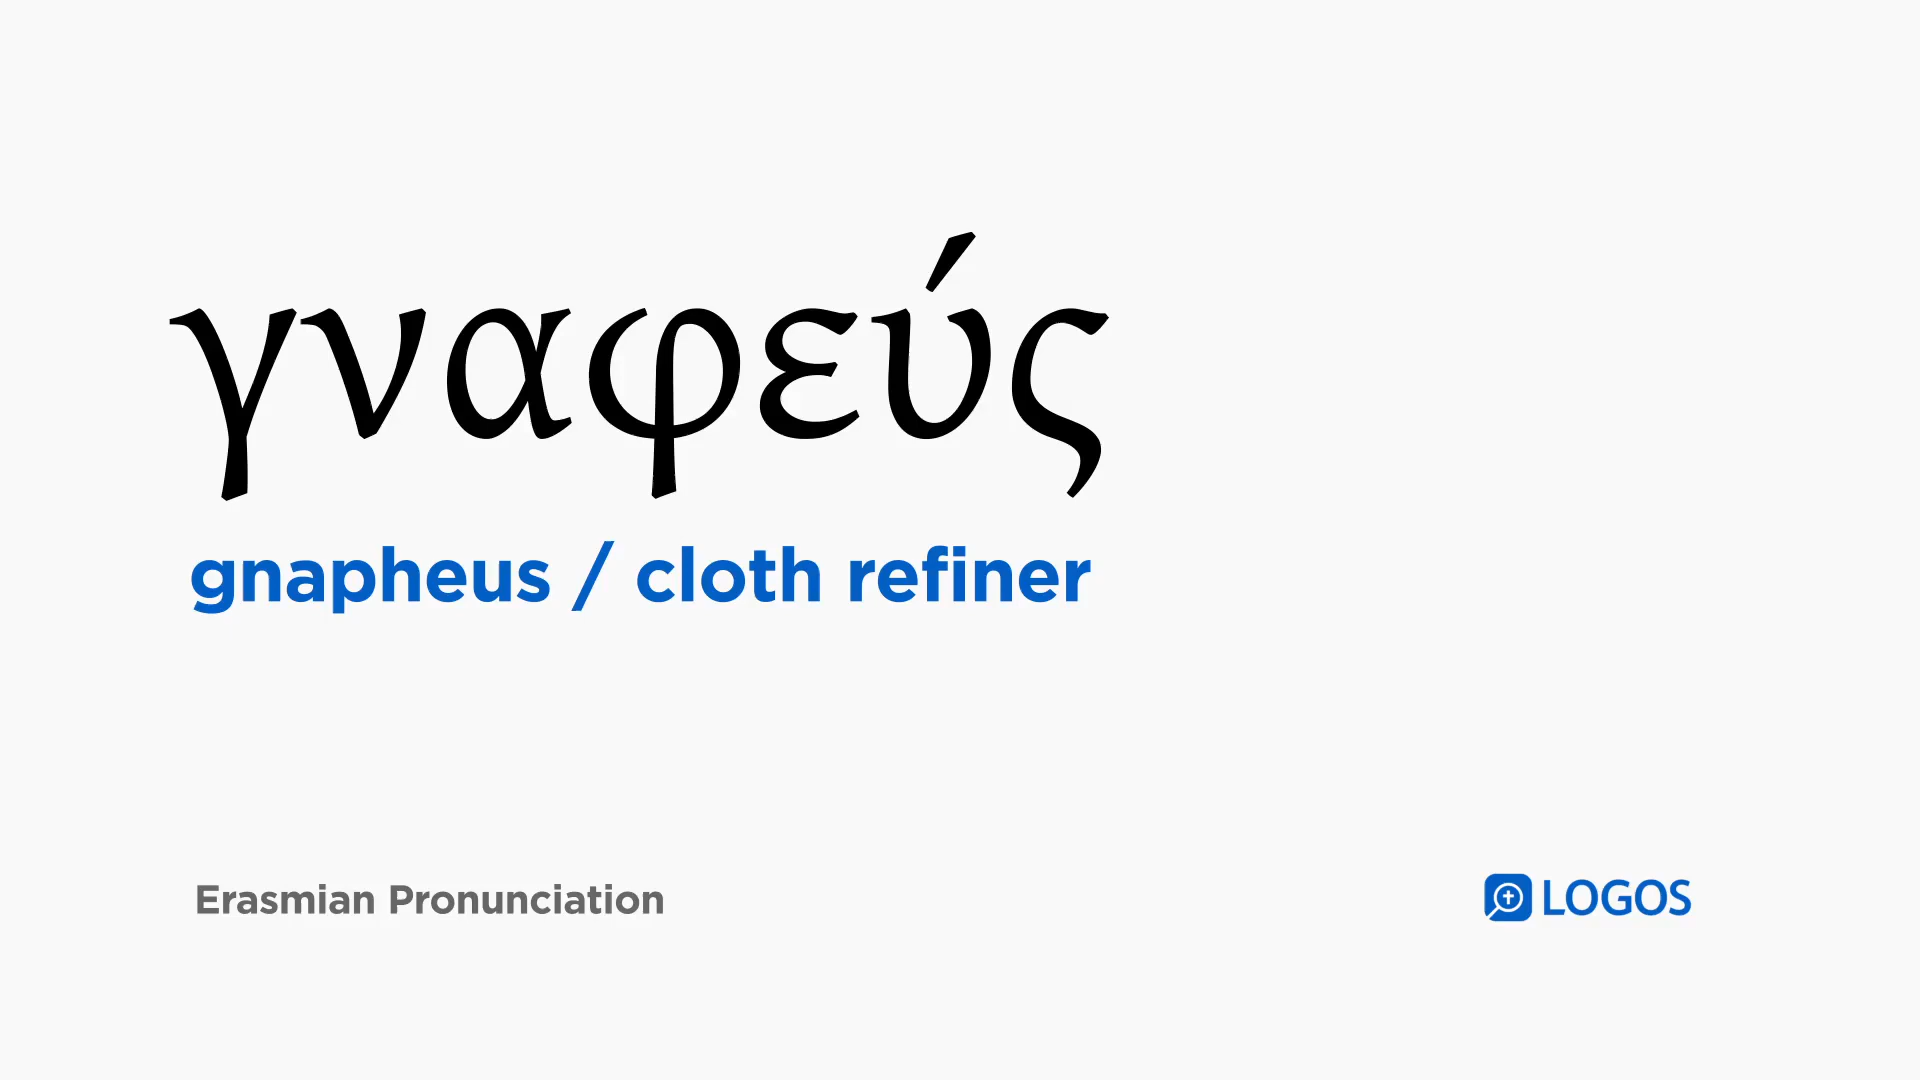 γναφεύς
gnapheus / cloth refiner
Erasmian Pronunciation
LOGOS